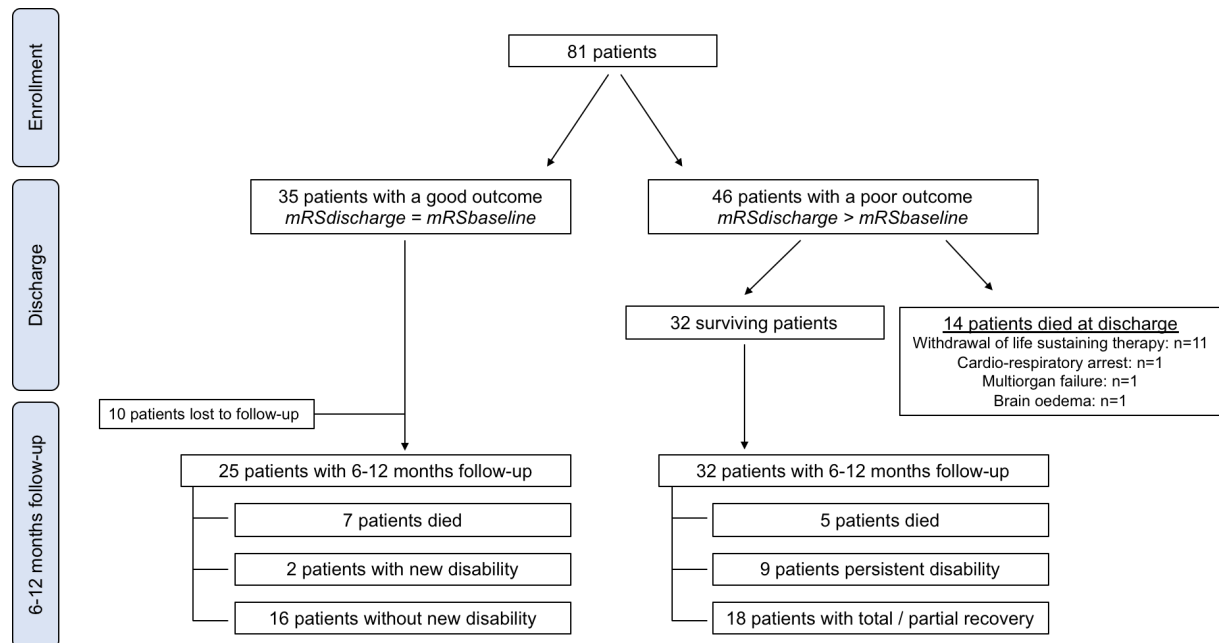 Enrollment
81 patients
Discharge
35 patients with a good outcome
mRSdischarge = mRSbaseline
46 patients with a poor outcome
mRSdischarge > mRSbaseline
32 surviving patients
14 patients died at discharge
Withdrawal of life sustaining therapy: n=11
Cardio-respiratory arrest: n=1
Multiorgan failure: n=1
Brain oedema: n=1
6-12 months follow-up
10 patients lost to follow-up
25 patients with 6-12 months follow-up
7 patients died
2 patients with new disability
16 patients without new disability
32 patients with 6-12 months follow-up
5 patients died
9 patients persistent disability
18 patients with total / partial recovery